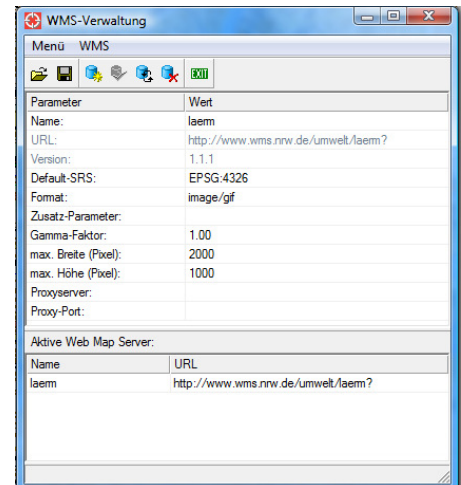 WMS-Verwaltung
Menü WMS
EXIT
Parameter Wert
Name: laerm
URL: http://www.wms.nrw.de/umwelt/laerm?
Version: 1.1.1
Default-SRS: EPSG:4326
Format: image/gif
Zusatz-Parameter:
Gamma-Faktor: 1.00
max. Breite (Pixel): 2000
max. Höhe (Pixel): 1000
Proxyserver:
Proxy-Port:
Aktive Web Map Server:
Name URL
laerm http://www.wms.nrw.de/umwelt/laerm?